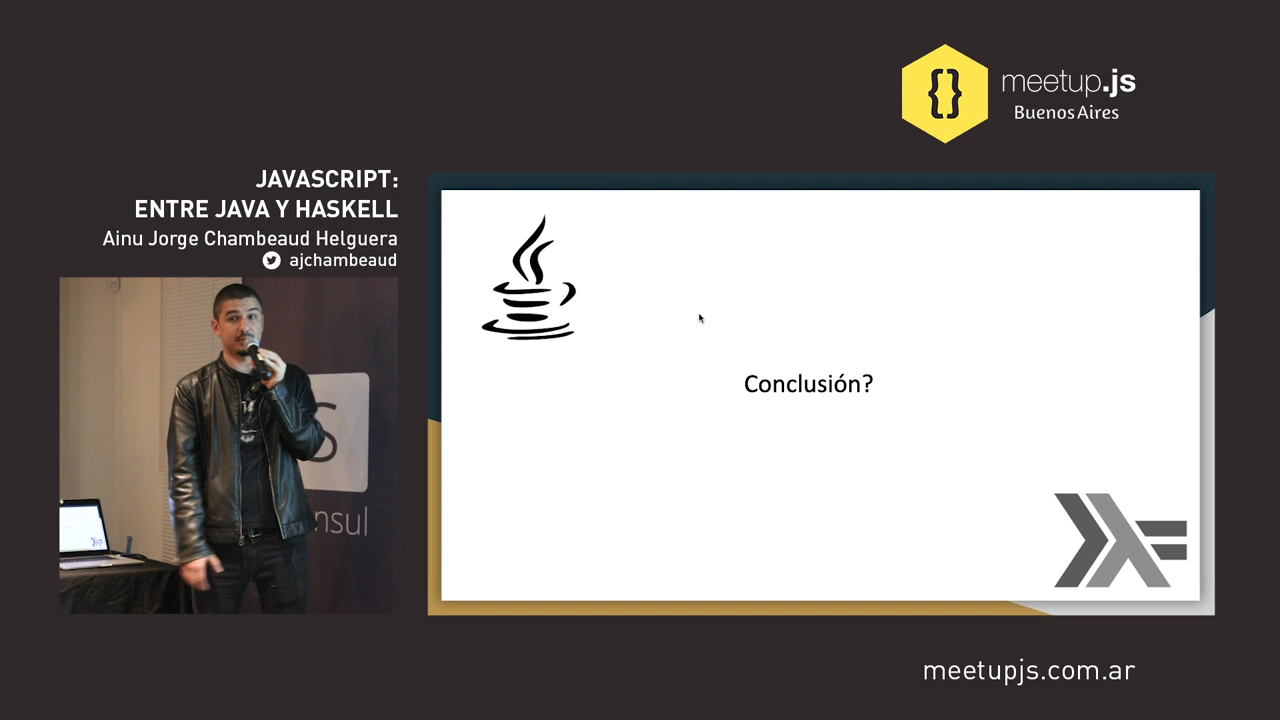 meetup.js
Buenos Aires
JAVASCRIPT:
ENTRE JAVA Y HASKELL
Ainu Jorge Chambeaud Helguera
ajchambeaud
Conclusión?
S
nsul
meetupjs.com.ar